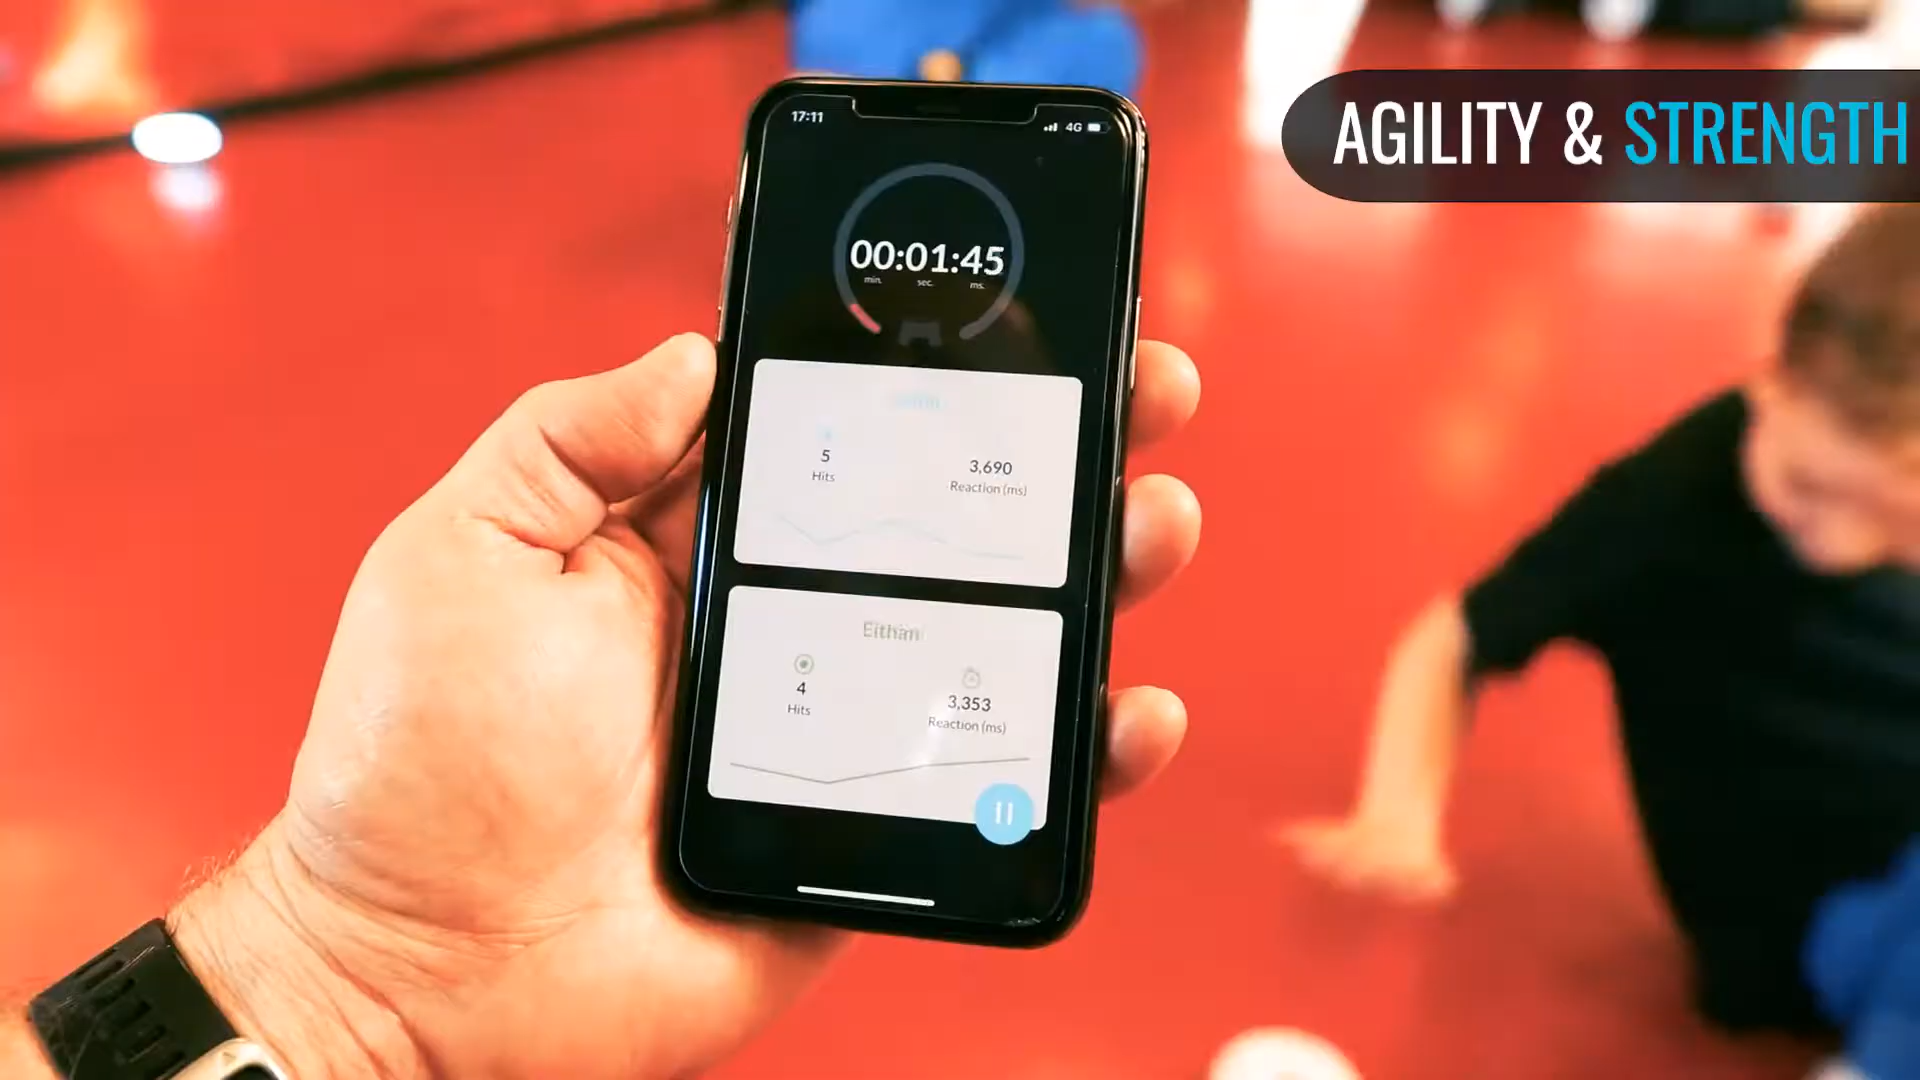 AGILITY & STRENGTH
17:11
4G
00:01:45
min. sec. ms.
5
Hits
3,690
Reaction (ms)
Eithan
4
Hits
3,353
Reaction (ms)